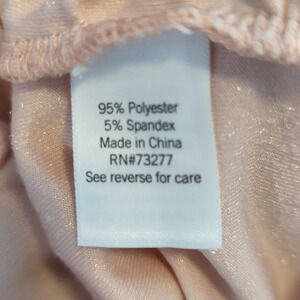 95% Polyester
5% Spandex
Made in China
RN#73277
See reverse for care